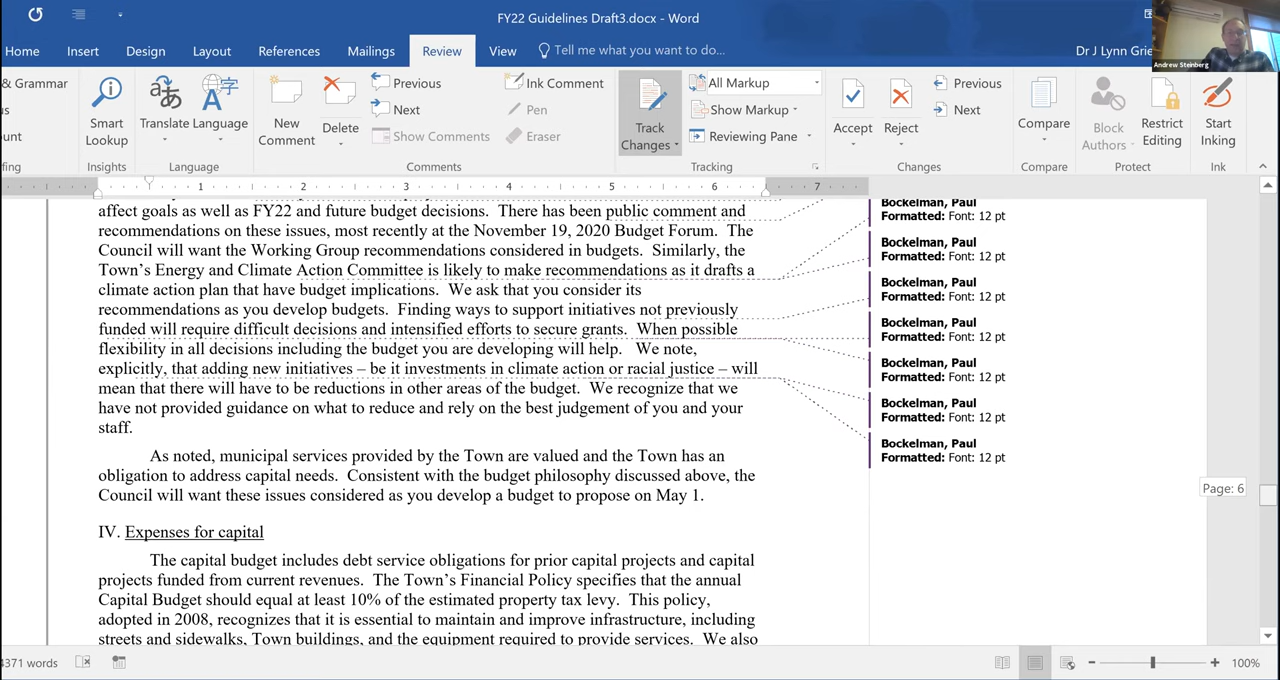 FY22 Guidelines Draft3.docx - Word
Home Insert Design Layout References Mailings Review View Tell me what you want to do... Dr J Lynn Grie
Andrew Steinberg
& Grammar
Smart Lookup
Insights
Translate Language
Language
New Comment
Delete
Previous
Next
Show Comments
Ink Comment
Pen
Eraser
Comments
Track Changes
All Markup
Show Markup
Reviewing Pane
Tracking
Accept Reject
Previous
Next
Changes
Compare
Compare
Block Authors
Restrict Editing
Protect
Start Inking
Ink
1 2 3 4 5 6 7
affect goals as well as FY22 and future budget decisions. There has been public comment and
recommendations on these issues, most recently at the November 19, 2020 Budget Forum. The
Council will want the Working Group recommendations considered in budgets. Similarly, the
Town's Energy and Climate Action Committee is likely to make recommendations as it drafts a
climate action plan that have budget implications. We ask that you consider its
recommendations as you develop budgets. Finding ways to support initiatives not previously
funded will require difficult decisions and intensified efforts to secure grants. When possible
flexibility in all decisions including the budget you are developing will help. We note,
explicitly, that adding new initiatives – be it investments in climate action or racial justice – will
mean that there will have to be reductions in other areas of the budget. We recognize that we
have not provided guidance on what to reduce and rely on the best judgement of you and your
staff.
As noted, municipal services provided by the Town are valued and the Town has an
obligation to address capital needs. Consistent with the budget philosophy discussed above, the
Council will want these issues considered as you develop a budget to propose on May 1.
IV. Expenses for capital
The capital budget includes debt service obligations for prior capital projects and capital
projects funded from current revenues. The Town's Financial Policy specifies that the annual
Capital Budget should equal at least 10% of the estimated property tax levy. This policy,
adopted in 2008, recognizes that it is essential to maintain and improve infrastructure, including
streets and sidewalks, Town buildings, and the equipment required to provide services. We also
Bockelman, Paul
Formatted: Font: 12 pt
Bockelman, Paul
Formatted: Font: 12 pt
Bockelman, Paul
Formatted: Font: 12 pt
Bockelman, Paul
Formatted: Font: 12 pt
Bockelman, Paul
Formatted: Font: 12 pt
Bockelman, Paul
Formatted: Font: 12 pt
Bockelman, Paul
Formatted: Font: 12 pt
Page: 6
4371 words
100%